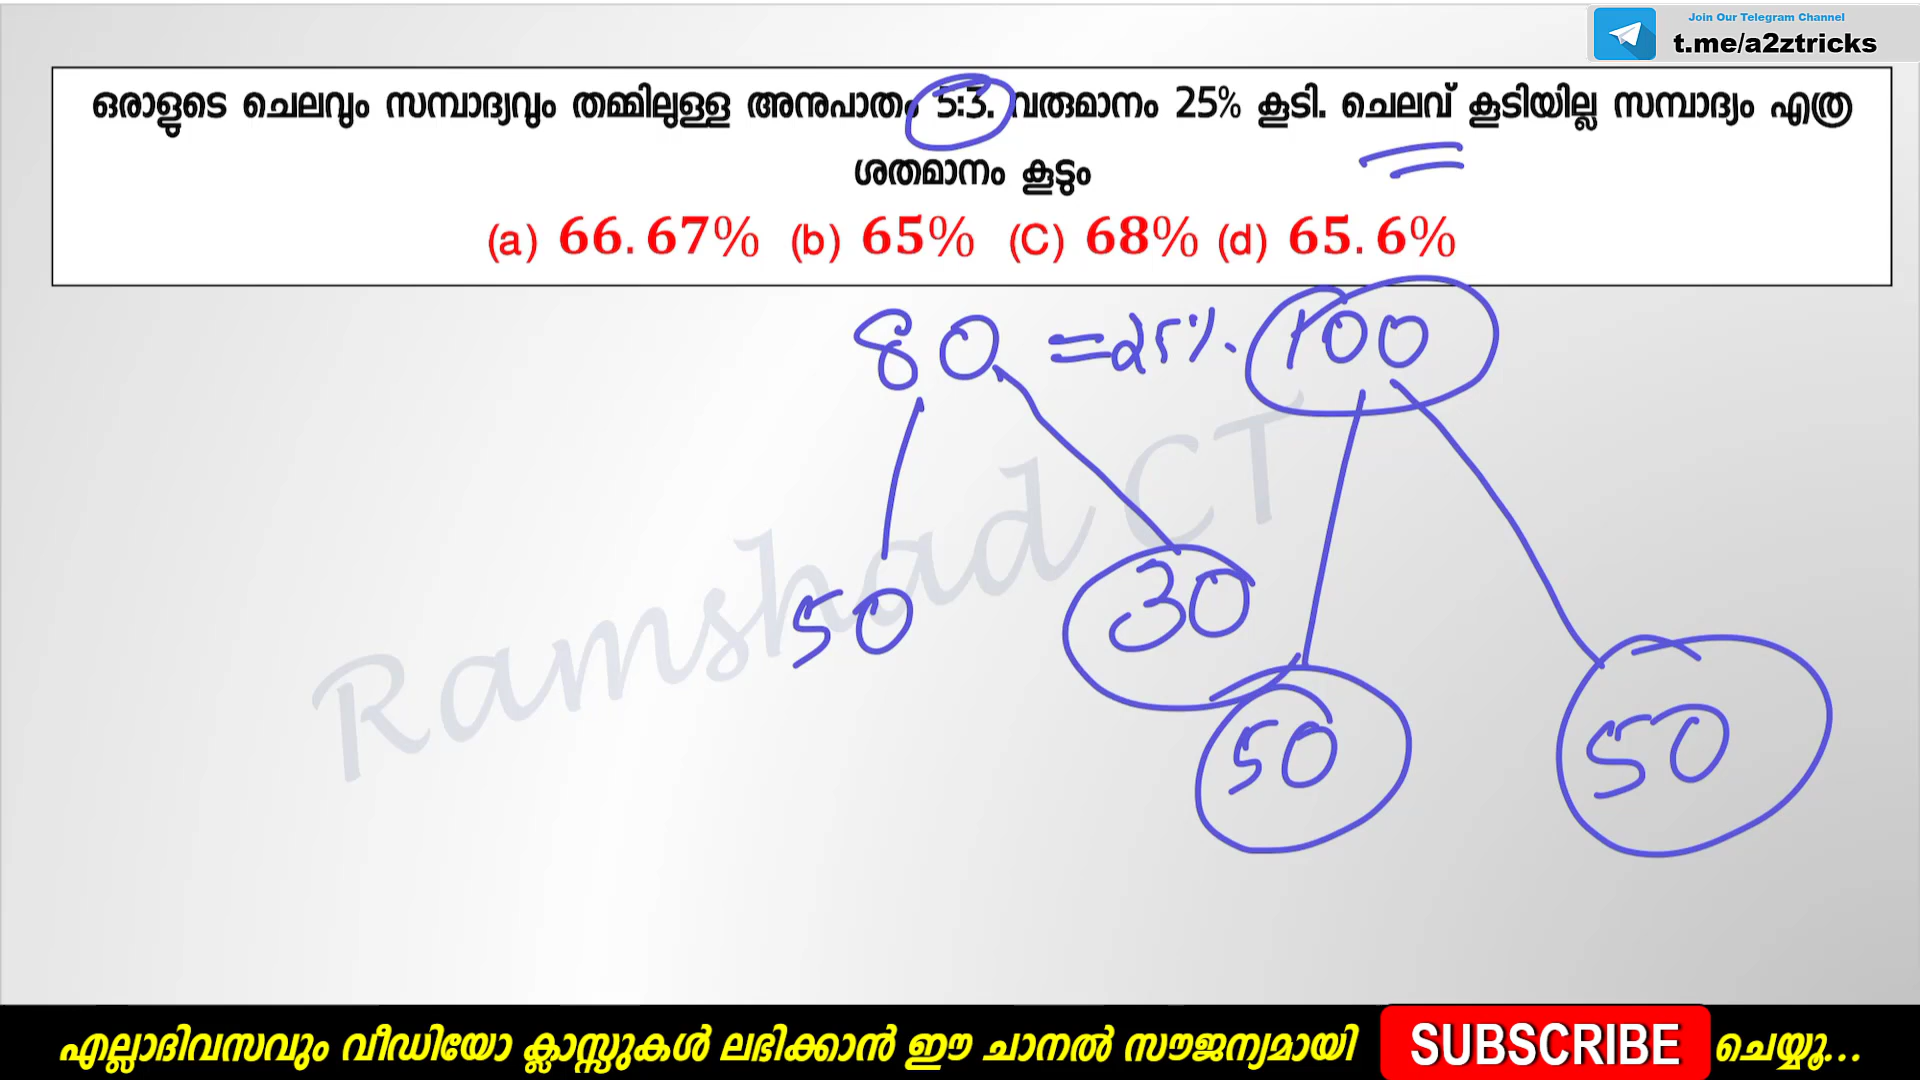 Join Our Telegram Channel
t.me/a2ztricks
ഒരാളുടെ ചെലവും സമ്പാദ്യവും തമ്മിലുള്ള അനുപാതം 5:3. വരുമാനം 25% കൂടി. ചെലവ് കൂടിയില്ല സമ്പാദ്യം എത്ര
ശതമാനം കൂടും
(a) 66.67% (b) 65% (C) 68% (d) 65.6%
80 = 25%. 100
50 30
50 50
Ramshad CT
എല്ലാദിവസവും വീഡിയോ ക്ലാസ്സുകൾ ലഭിക്കാൻ ഈ ചാനൽ സൗജന്യമായി SUBSCRIBE ചെയ്യൂ...